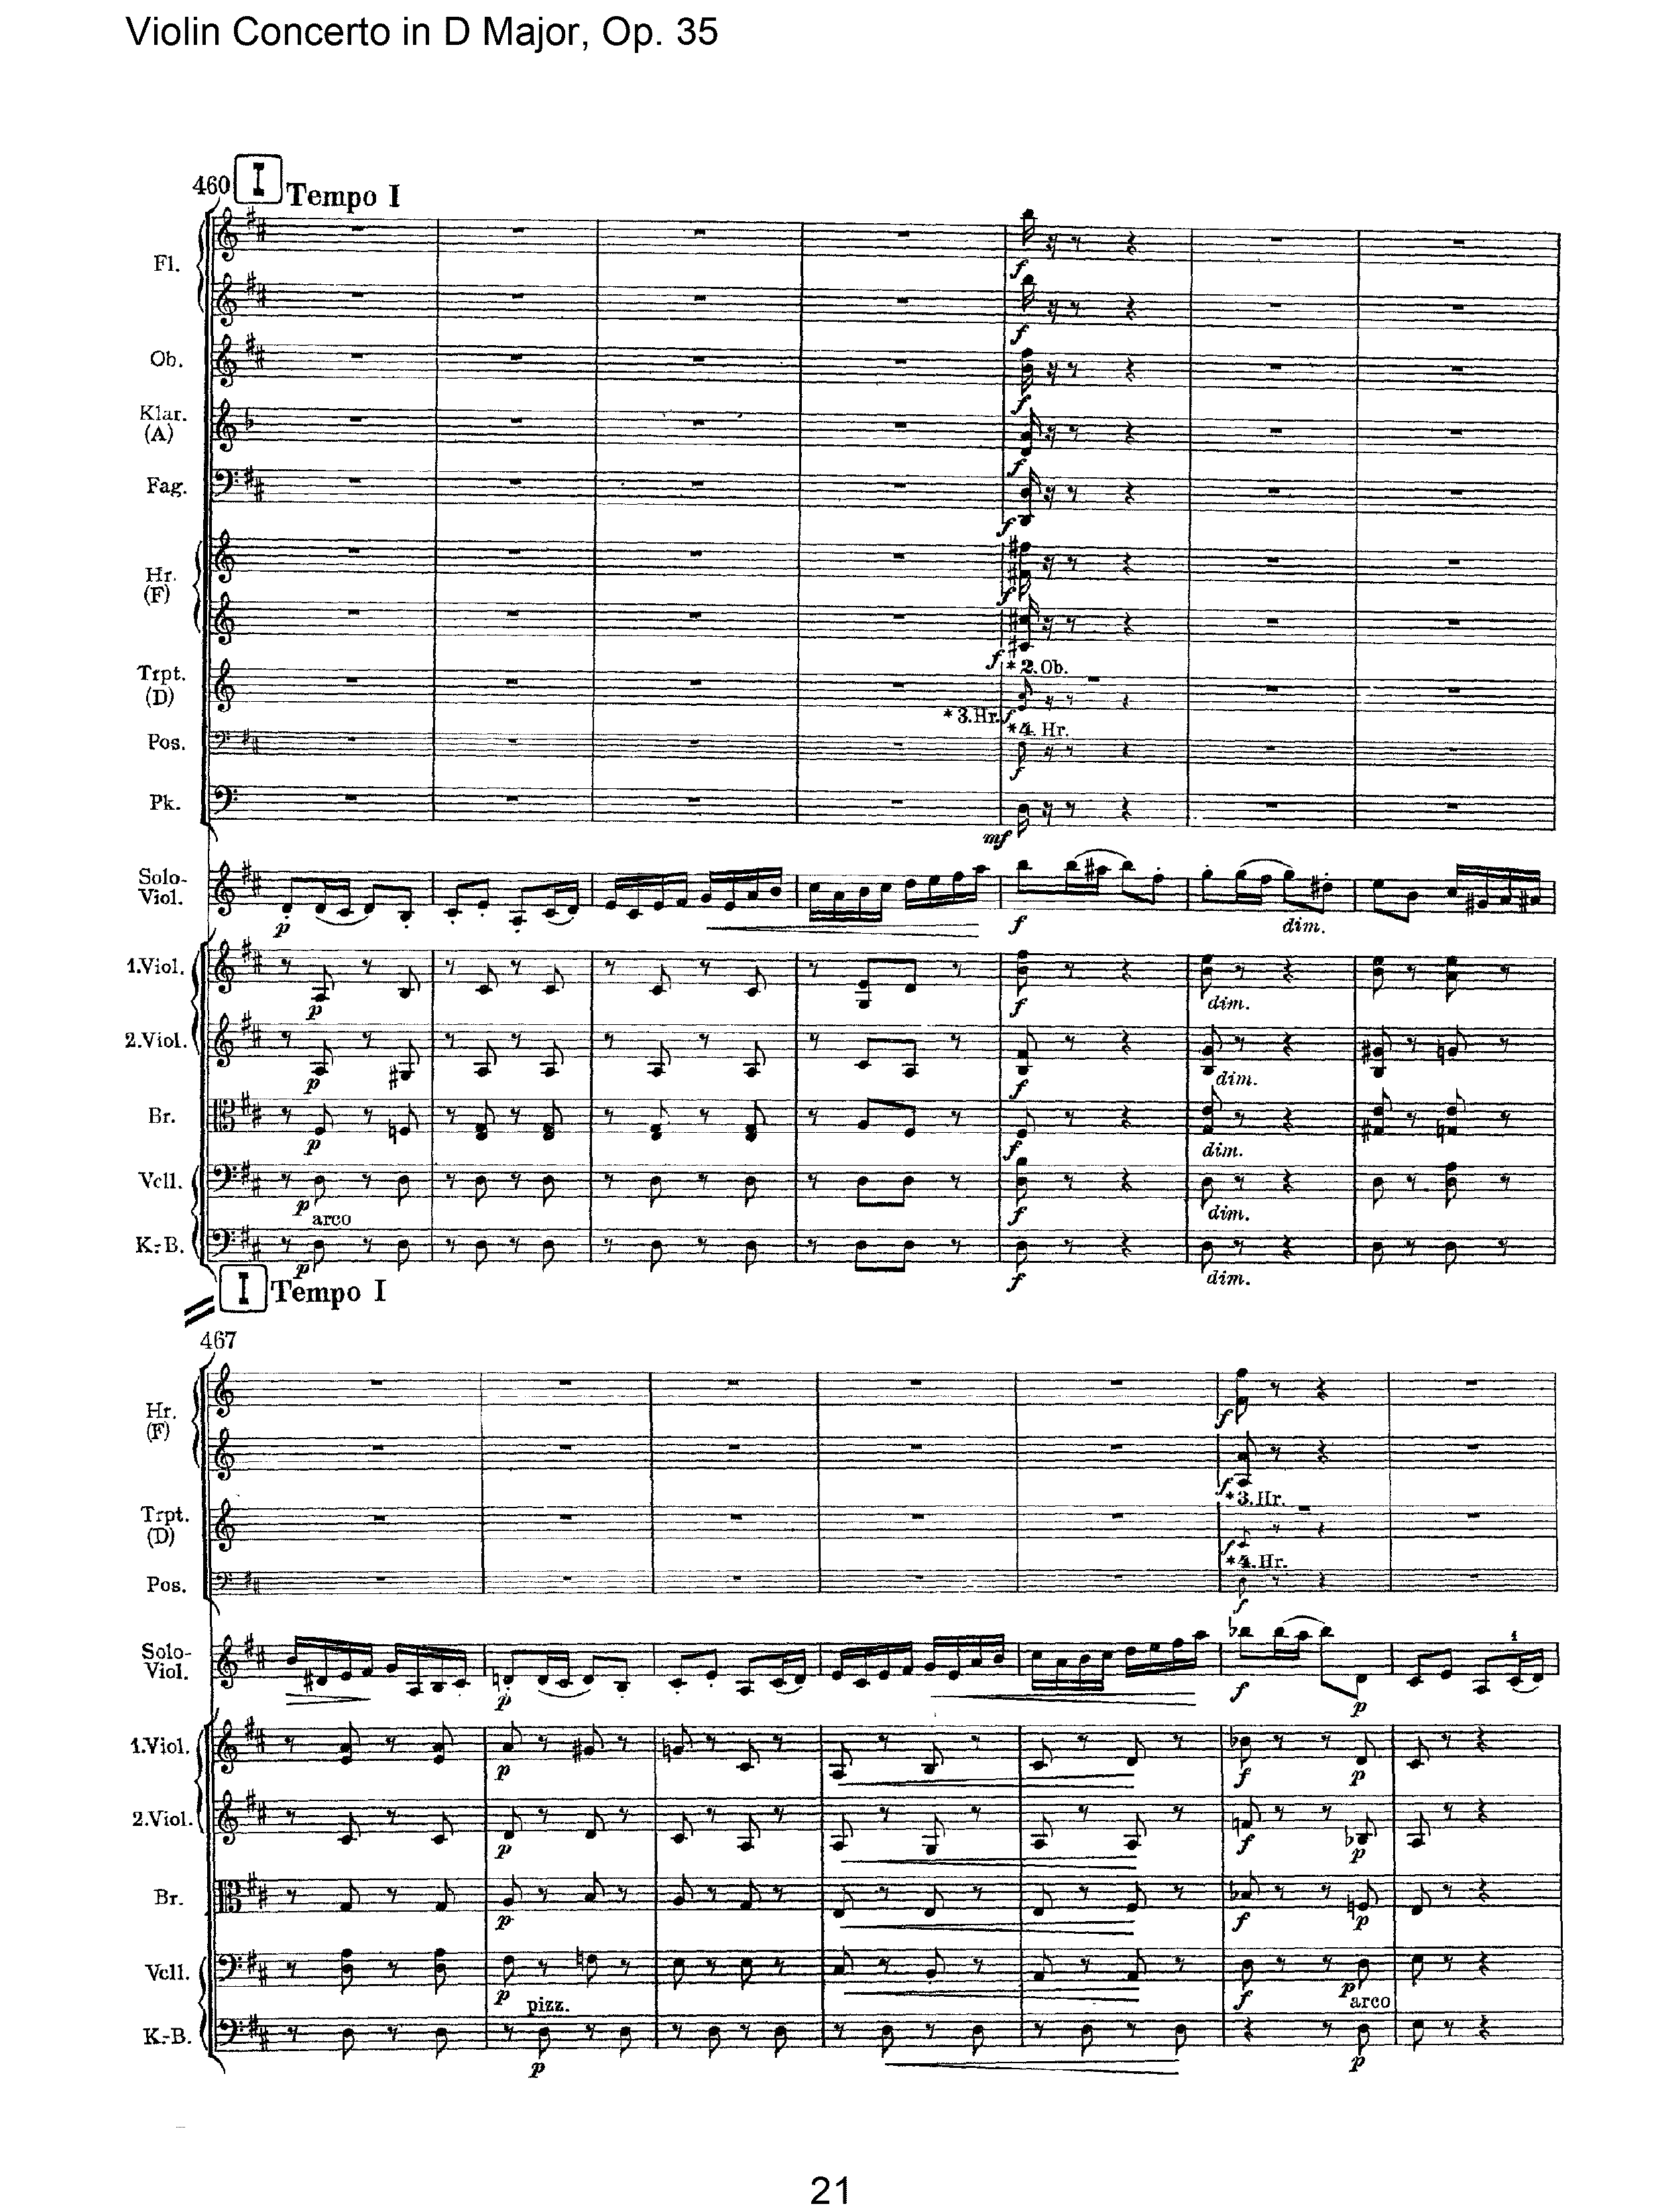 Violin Concerto in D Major, Op. 35
460 I Tempo I
Fl.
f
f
Ob.
f
Klar.
(A)
f
Fag.
f
Hr.
(F)
f
f
Trpt.
(D)
*2. Ob.
*3. Hr. f
Pos.
*4. Hr.
f
Pk.
mf
Solo-
Viol.
p f dim.
1.Viol.
p f dim.
2.Viol.
p f dim.
Br.
p f dim.
Vcll.
p f dim.
arco
K.-B.
p f dim.
I Tempo I
467
Hr.
(F)
f
f
*3. Hr.
Trpt.
(D)
f
*4. Hr.
Pos.
f
Solo-
Viol.
p f p 1
1.Viol.
p f p
2.Viol.
p f p
Br.
p f p
Vcll.
p f p
pizz. arco
K.-B.
p p
21